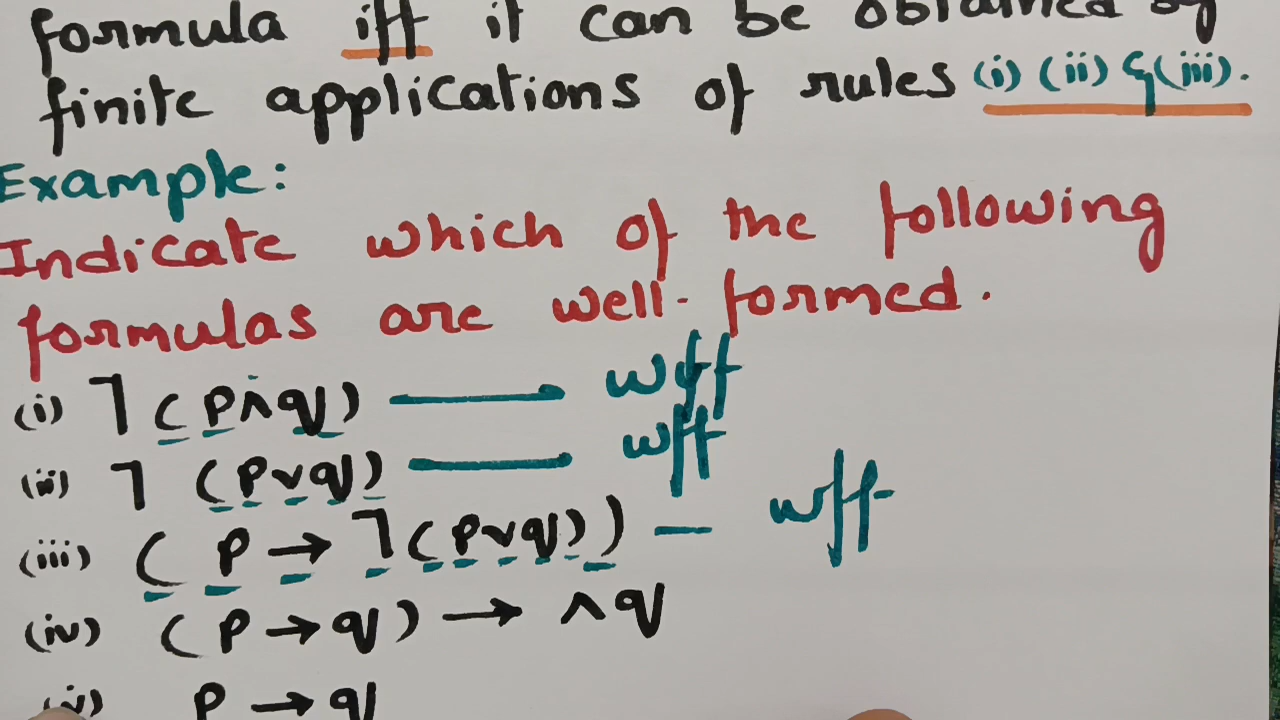 formula iff it can be obtained by
finite applications of rules (i) (ii) & (iii).
Example:
Indicate which of the following
formulas are well-formed.
(i) ㄱ (p∧q) — wff
(ii) ㄱ (p∨q) — wff
(iii) (p → ㄱ(p∨q)) — wff
(iv) (p → q) → ∧q
(v) p → q